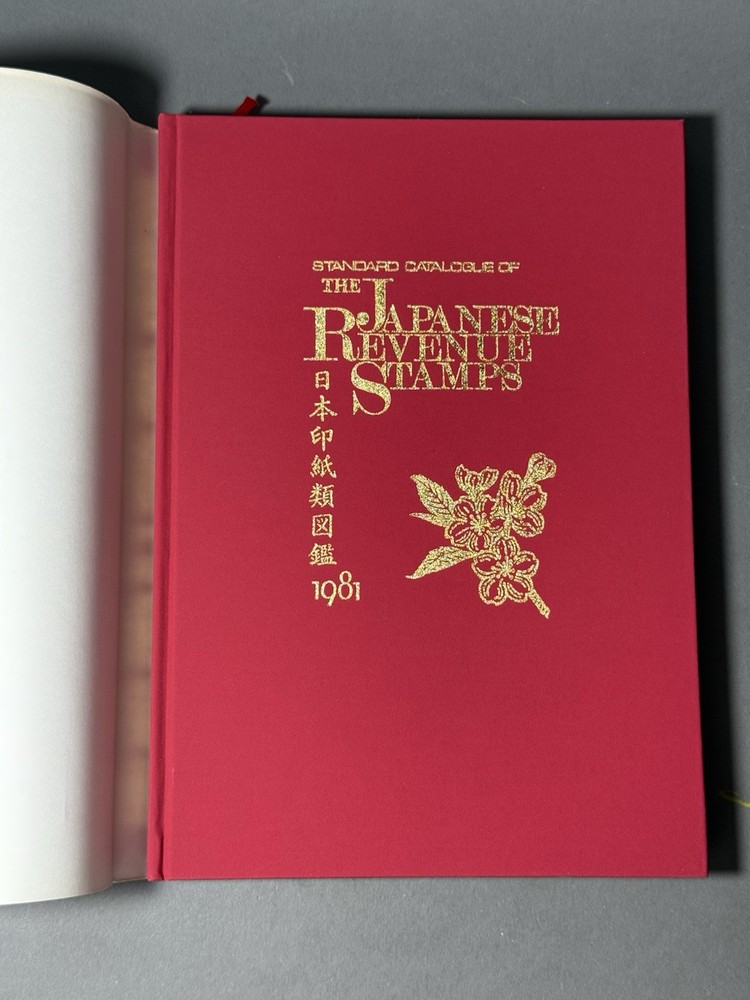 STANDARD CATALOGUE OF
THE JAPANESE
REVENUE
STAMPS
日本印紙類図鑑
1981